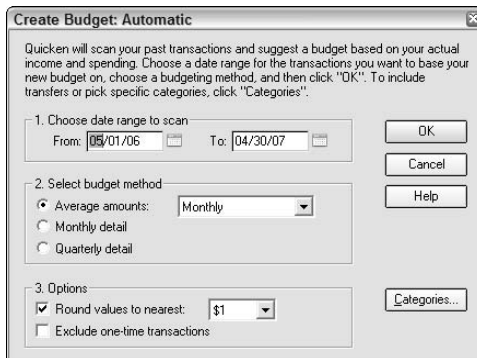 Create Budget: Automatic
Quicken will scan your past transactions and suggest a budget based on your actual
income and spending. Choose a date range for the transactions you want to base your
new budget on, choose a budgeting method, and then click "OK". To include
transfers or pick specific categories, click "Categories".
1. Choose date range to scan
From: 05/01/06 To: 04/30/07
OK
Cancel
Help
2. Select budget method
Average amounts: Monthly
Monthly detail
Quarterly detail
3. Options
Round values to nearest: $1
Exclude one-time transactions
Categories...